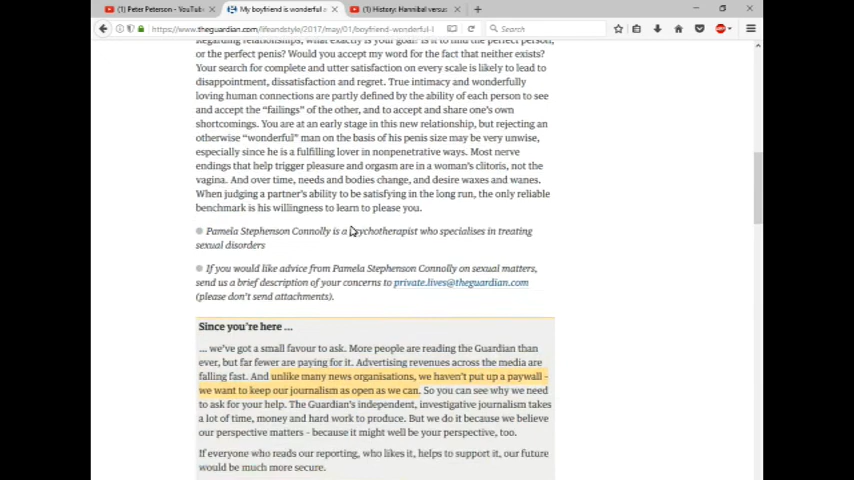 (1) Peter Peterson - YouTube
My boyfriend is wonderful a
(1) History: Hannibal versus
https://www.theguardian.com/lifeandstyle/2017/may/01/boyfriend-wonderful-l
Search
Regarding relationships, what exactly is your goal? Is it to find the perfect person,
or the perfect penis? Would you accept my word for the fact that neither exists?
Your search for complete and utter satisfaction on every scale is likely to lead to
disappointment, dissatisfaction and regret. True intimacy and wonderfully
loving human connections are partly defined by the ability of each person to see
and accept the “failings” of the other, and to accept and share one's own
shortcomings. You are at an early stage in this new relationship, but rejecting an
otherwise “wonderful” man on the basis of his penis size may be very unwise,
especially since he is a fulfilling lover in nonpenetrative ways. Most nerve
endings that help trigger pleasure and orgasm are in a woman's clitoris, not the
vagina. And over time, needs and bodies change, and desire waxes and wanes.
When judging a partner's ability to be satisfying in the long run, the only reliable
benchmark is his willingness to learn to please you.
Pamela Stephenson Connolly is a psychotherapist who specialises in treating
sexual disorders
If you would like advice from Pamela Stephenson Connolly on sexual matters,
send us a brief description of your concerns to private.lives@theguardian.com
(please don't send attachments).
Since you're here ...
... we've got a small favour to ask. More people are reading the Guardian than
ever, but far fewer are paying for it. Advertising revenues across the media are
falling fast. And unlike many news organisations, we haven't put up a paywall –
we want to keep our journalism as open as we can. So you can see why we need
to ask for your help. The Guardian's independent, investigative journalism takes
a lot of time, money and hard work to produce. But we do it because we believe
our perspective matters – because it might well be your perspective, too.
If everyone who reads our reporting, who likes it, helps to support it, our future
would be much more secure.